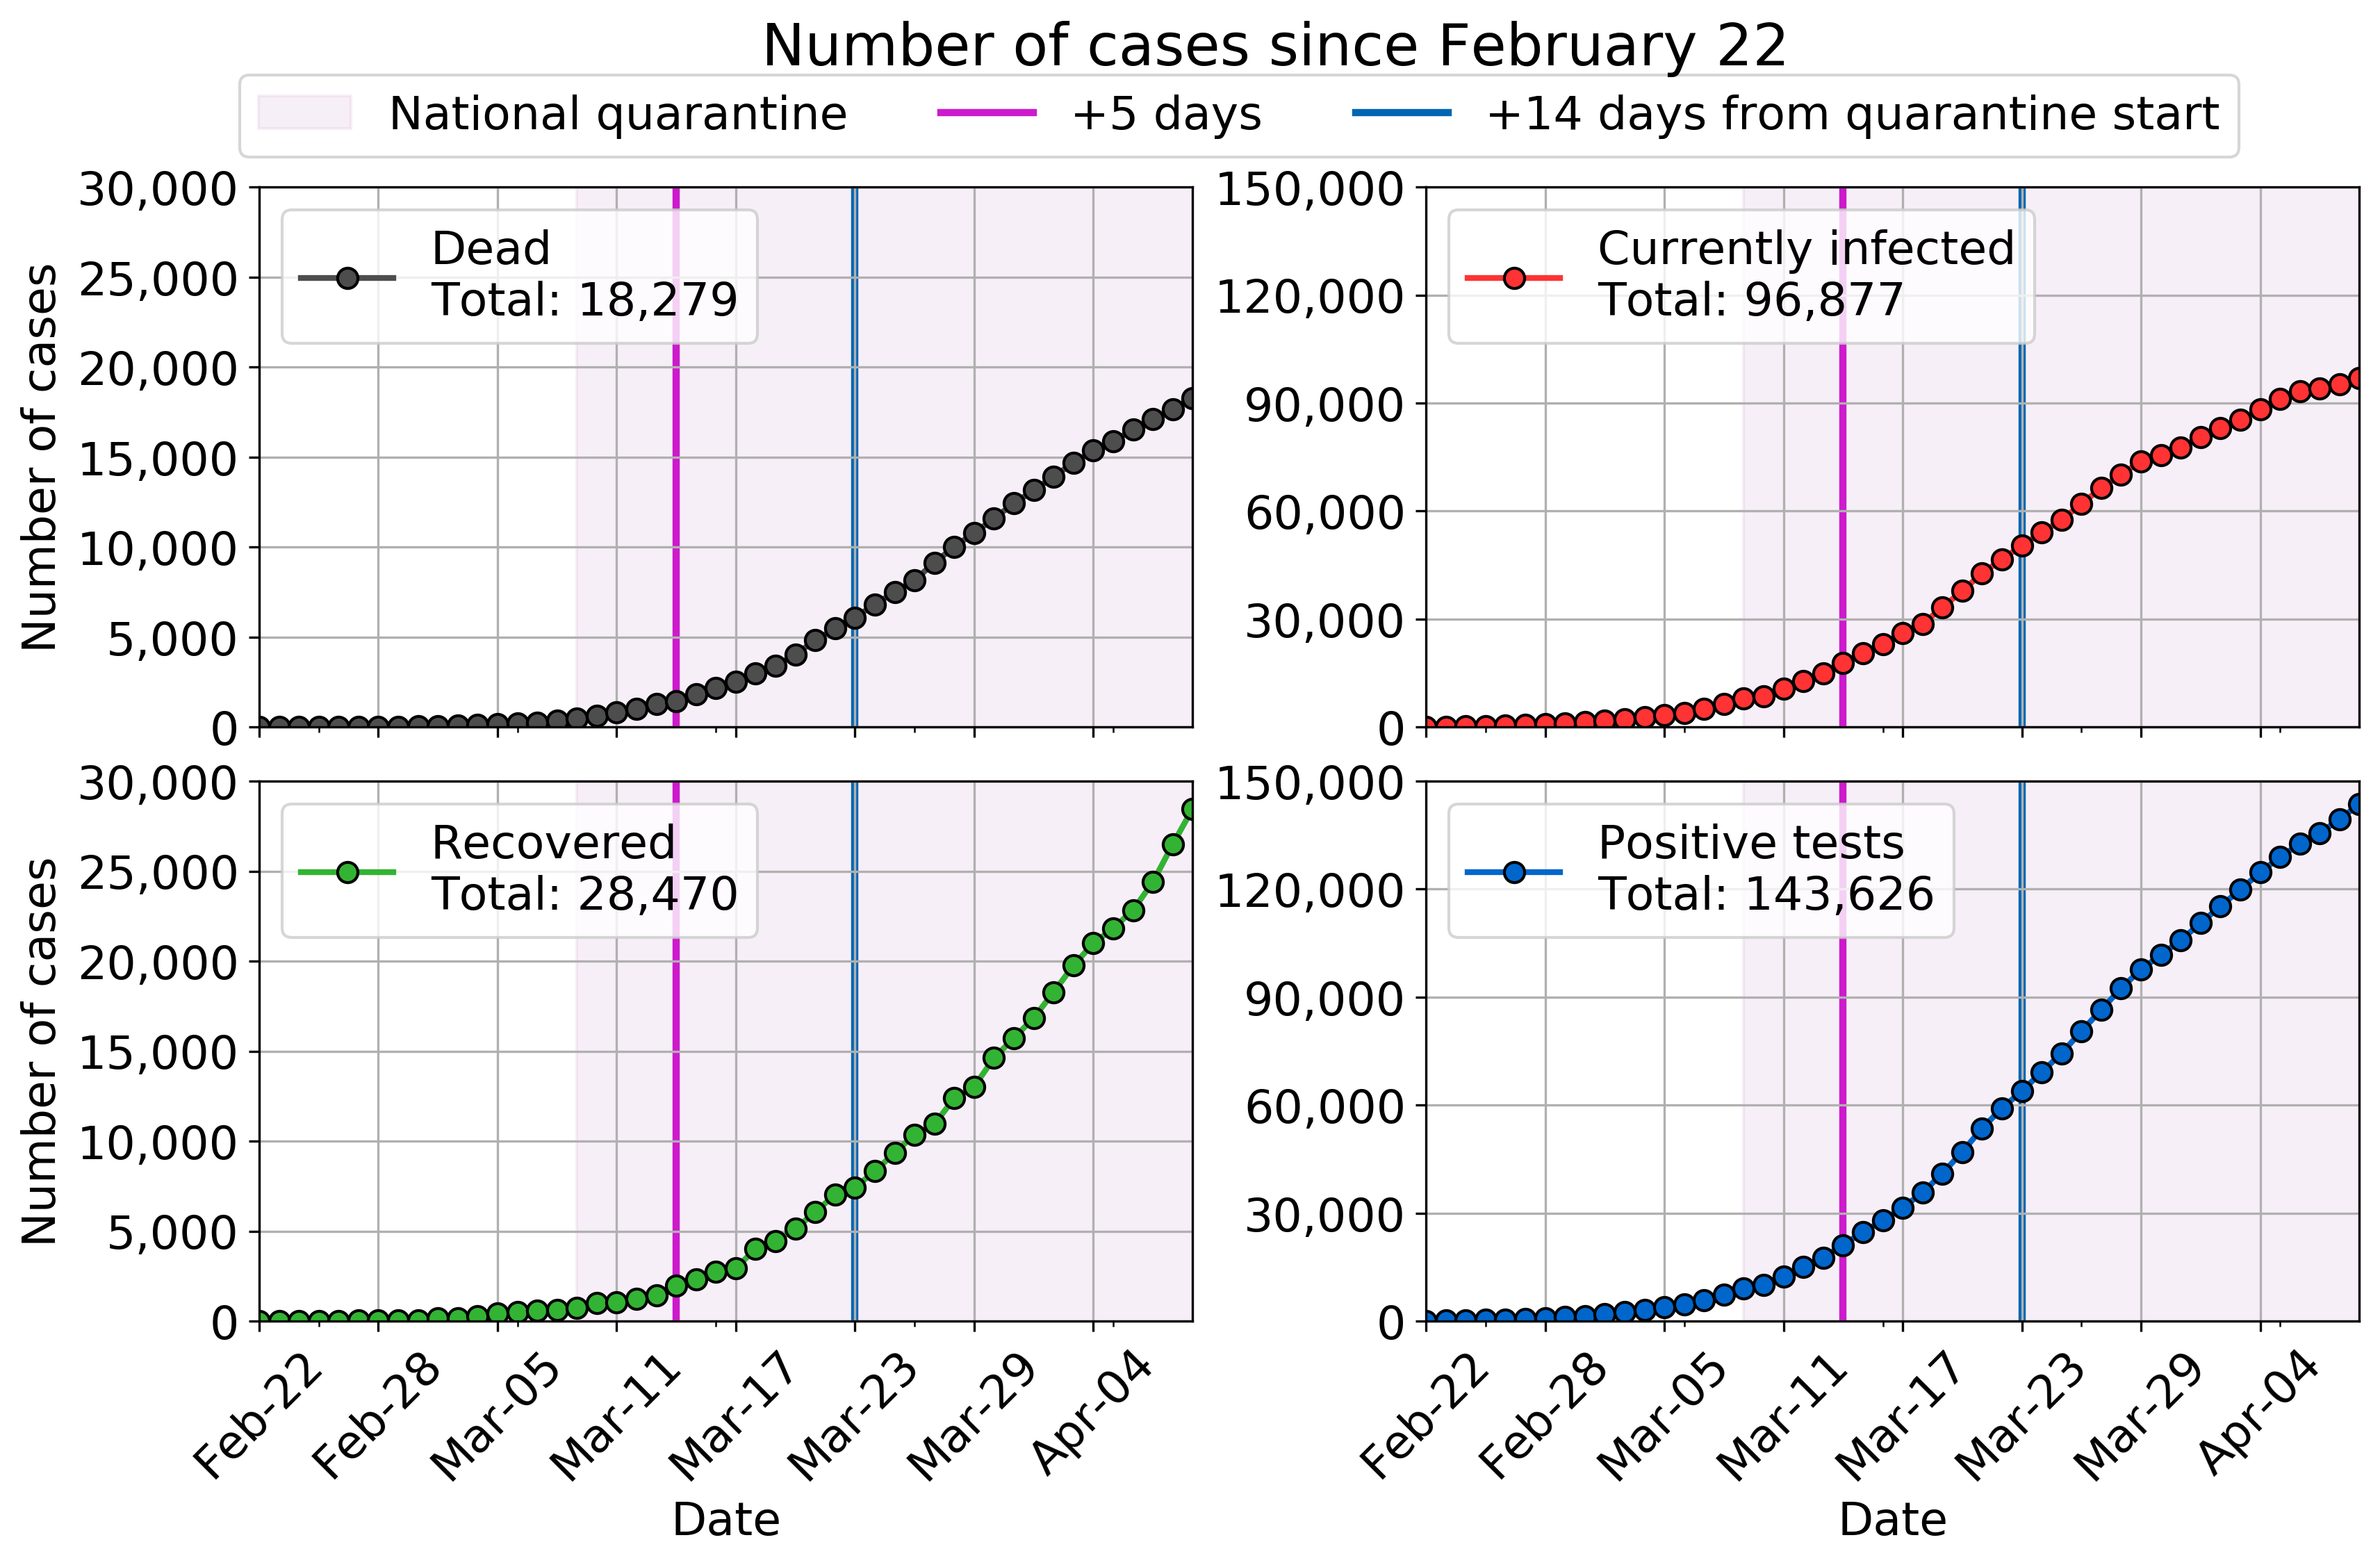 Number of cases since February 22
National quarantine +5 days +14 days from quarantine start
Number of cases
30,000
25,000
20,000
15,000
10,000
5,000
0
Dead
Total: 18,279
150,000
120,000
90,000
60,000
30,000
0
Currently infected
Total: 96,877
Number of cases
30,000
25,000
20,000
15,000
10,000
5,000
0
Recovered
Total: 28,470
Feb-22 Feb-28 Mar-05 Mar-11 Mar-17 Mar-23 Mar-29 Apr-04
Date
150,000
120,000
90,000
60,000
30,000
0
Positive tests
Total: 143,626
Feb-22 Feb-28 Mar-05 Mar-11 Mar-17 Mar-23 Mar-29 Apr-04
Date